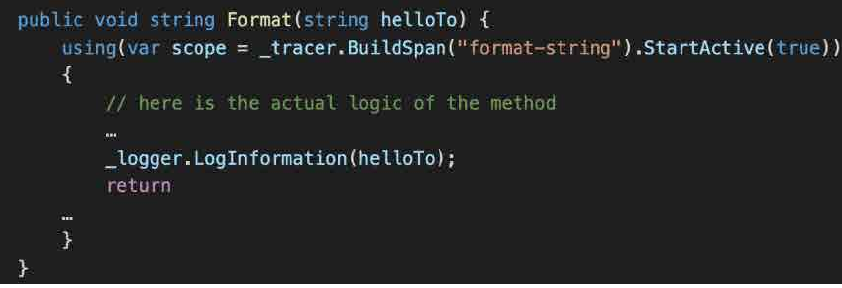 public void string Format(string helloTo) {
using(var scope = _tracer.BuildSpan("format-string").StartActive(true))
{
// here is the actual logic of the method
…
_logger.LogInformation(helloTo);
return
…
}
}